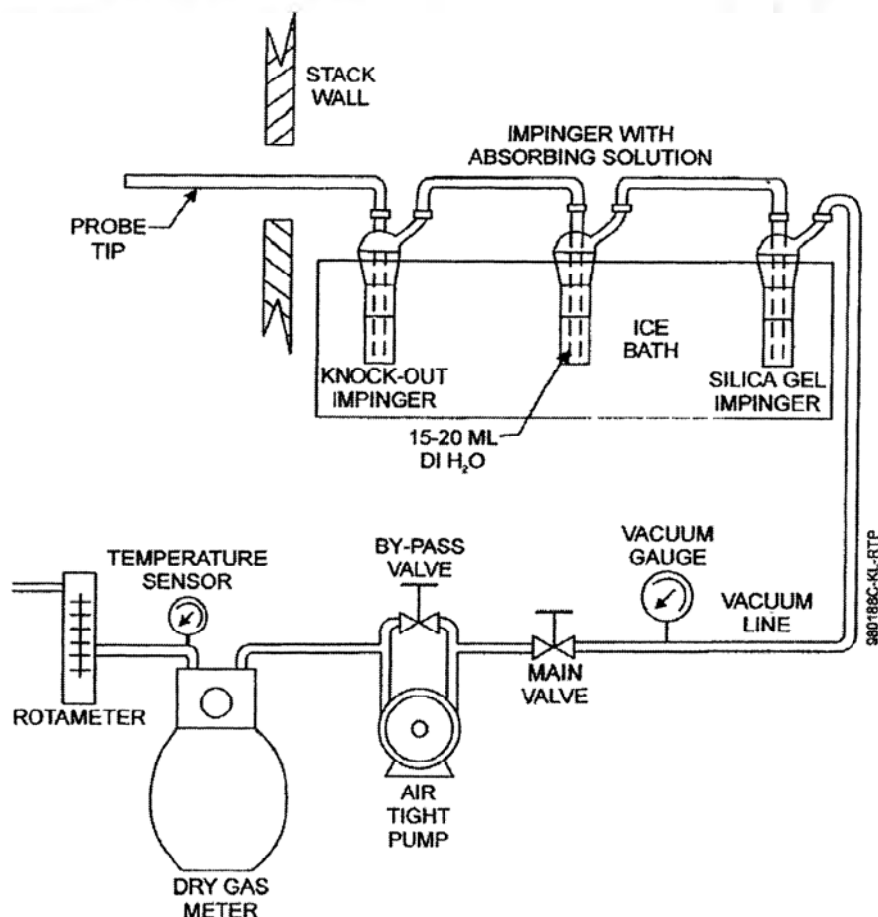 STACK
WALL
IMPINGER WITH
ABSORBING SOLUTION
PROBE
TIP
ICE
BATH
KNOCK-OUT
IMPINGER
SILICA GEL
IMPINGER
15-20 ML
DI H₂O
TEMPERATURE
SENSOR
BY-PASS
VALVE
VACUUM
GAUGE
VACUUM
LINE
MAIN
VALVE
ROTAMETER
AIR
TIGHT
PUMP
DRY GAS
METER
980188C-KL-RTP